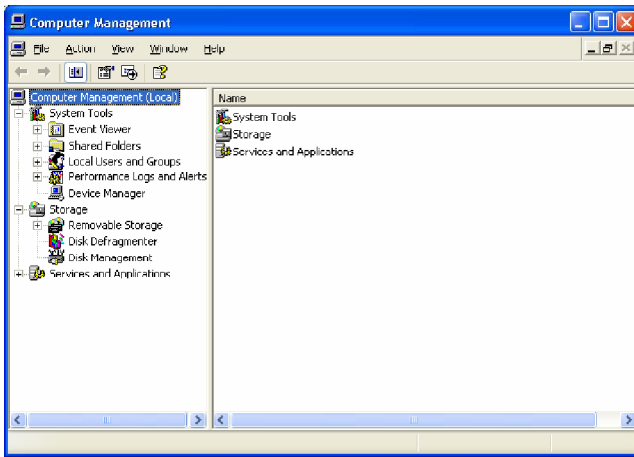 Computer Management
File Action View Window Help
Computer Management (Local)
System Tools
Event Viewer
Shared Folders
Local Users and Groups
Performance Logs and Alerts
Device Manager
Storage
Removable Storage
Disk Defragmenter
Disk Management
Services and Applications
Name
System Tools
Storage
Services and Applications